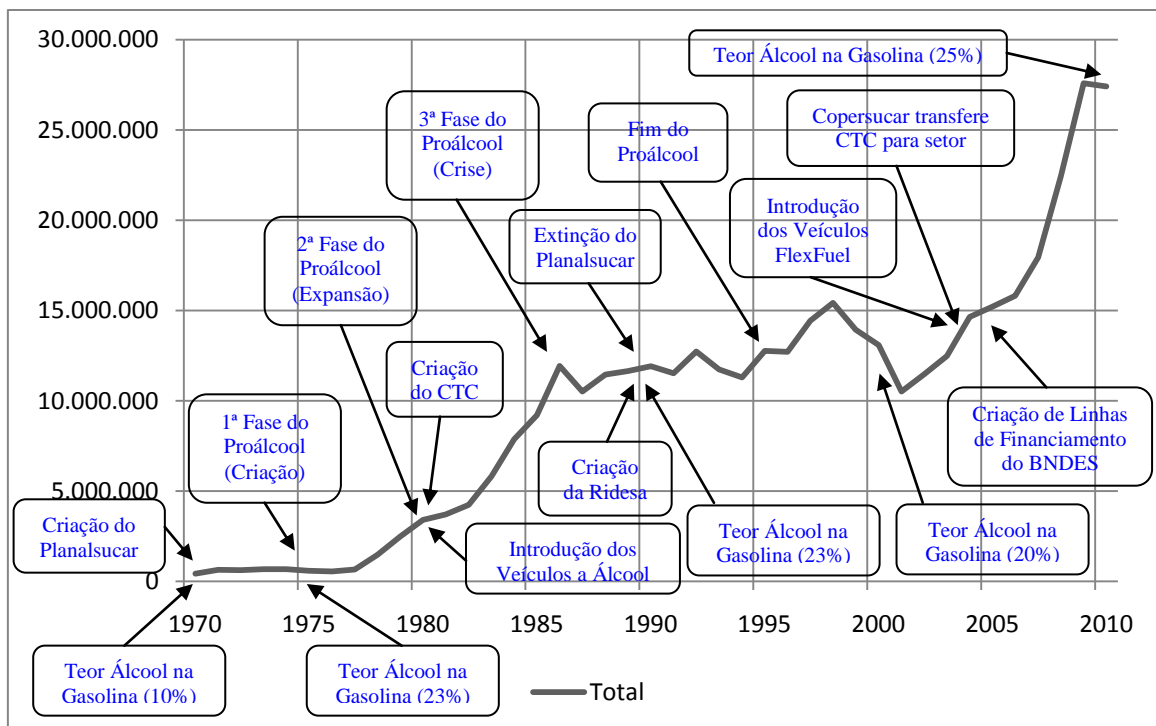 30.000.000
25.000.000
20.000.000
15.000.000
10.000.000
5.000.000
0
Teor Álcool na Gasolina (25%)
3ª Fase do
Proálcool
(Crise)
Fim do
Proálcool
Copersucar transfere
CTC para setor
2ª Fase do
Proálcool
(Expansão)
Extinção do
Planalsucar
Introdução
dos Veículos
FlexFuel
Criação
do CTC
1ª Fase do
Proálcool
(Criação)
Criação do
Planalsucar
Introdução dos
Veículos a Álcool
Criação
da Ridesa
Criação de Linhas
de Financiamento
do BNDES
Teor Álcool na
Gasolina (23%)
Teor Álcool na
Gasolina (20%)
1970 1975 1980 1985 1990 1995 2000 2005 2010
Teor Álcool na
Gasolina (10%)
Teor Álcool na
Gasolina (23%)
Total